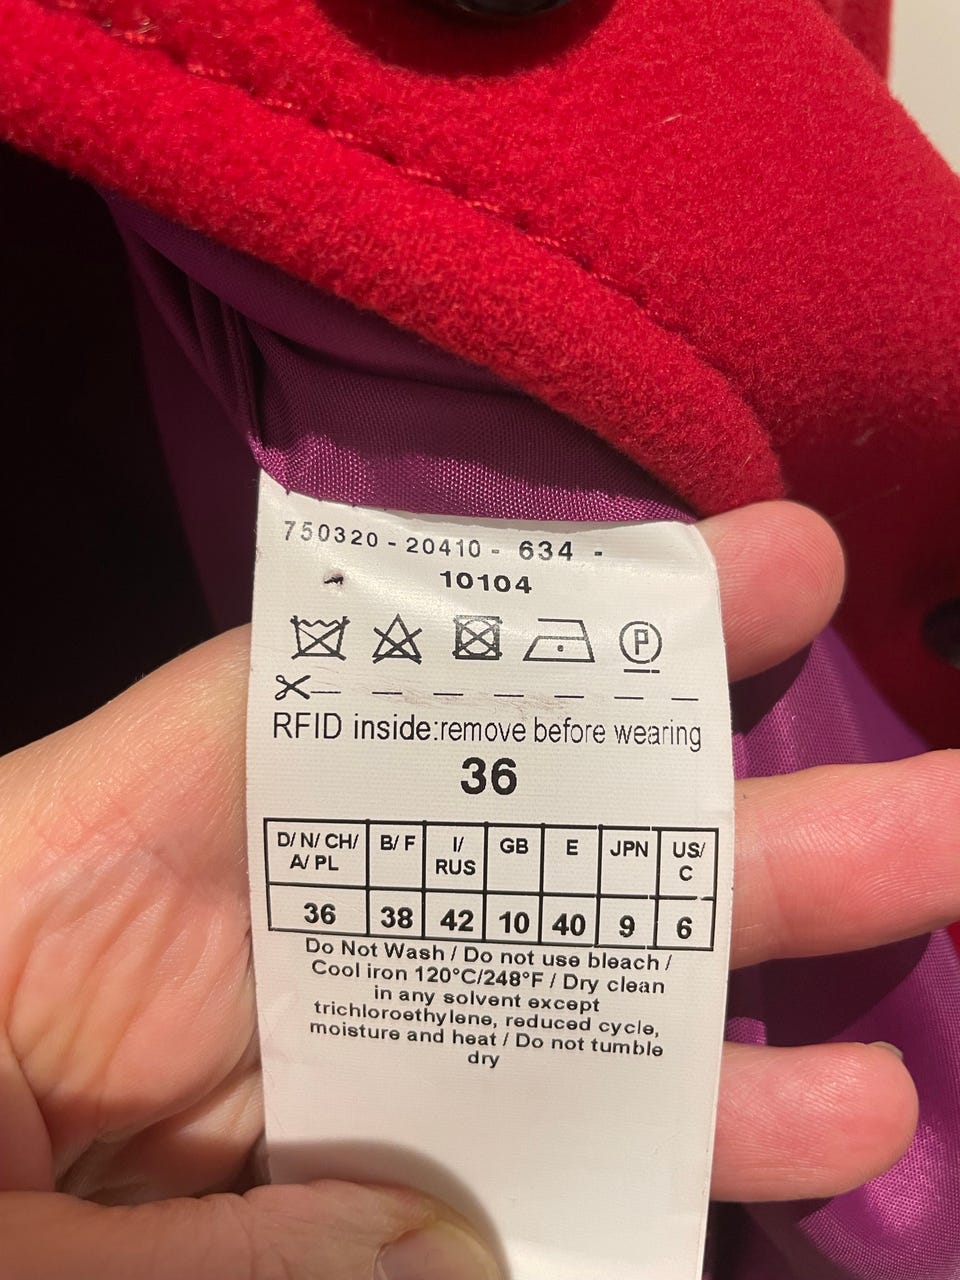 750320 - 20410 - 634 -
10104
P
RFID inside:remove before wearing
36
D/ N/ CH/ A/ PL B/ F I/ RUS GB E JPN US/ C
36 38 42 10 40 9 6
Do Not Wash / Do not use bleach /
Cool iron 120°C/248°F / Dry clean
in any solvent except
trichloroethylene, reduced cycle,
moisture and heat / Do not tumble
dry